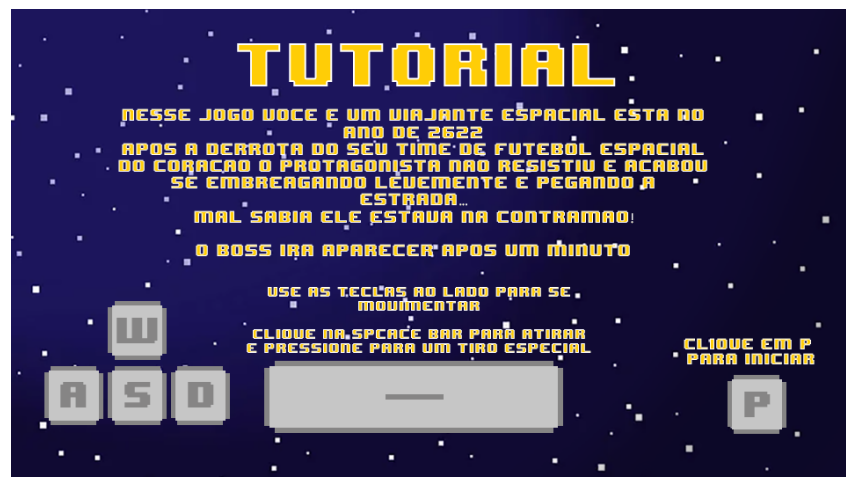 TUTORIAL
NESSE JOGO VOCE E UM VIAJANTE ESPACIAL ESTA NO
ANO DE 2622
APOS A DERROTA DO SEU TIME DE FUTEBOL ESPACIAL
DO CORAÇAO O PROTAGONISTA NAO RESISTIU E ACABOU
SE EMBREAGANDO LEVEMENTE E PEGANDO A
ESTRADA...
MAL SABIA ELE ESTAVA NA CONTRAMAO!
O BOSS IRA APARECER APOS UM MINUTO
USE AS TECLAS AO LADO PARA SE
MOVIMENTAR
CLIQUE NA SPCACE BAR PARA ATIRAR
E PRESSIONE PARA UM TIRO ESPECIAL
CLIQUE EM P
PARA INICIAR
W
A S D
P